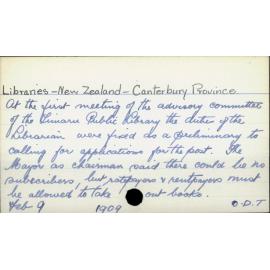 Libraries - New Zealand - Canterbury Province
At the first meeting of the advisory committee
of the Timaru Public Library the duties of the
Librarian were fixed as a preliminary to
calling for applications for the post. The
Mayor as chairman said there could be no
subscribers, but ratepayers & rentpayers must
be allowed to take out books.
Feb 9 1909 O.D.T